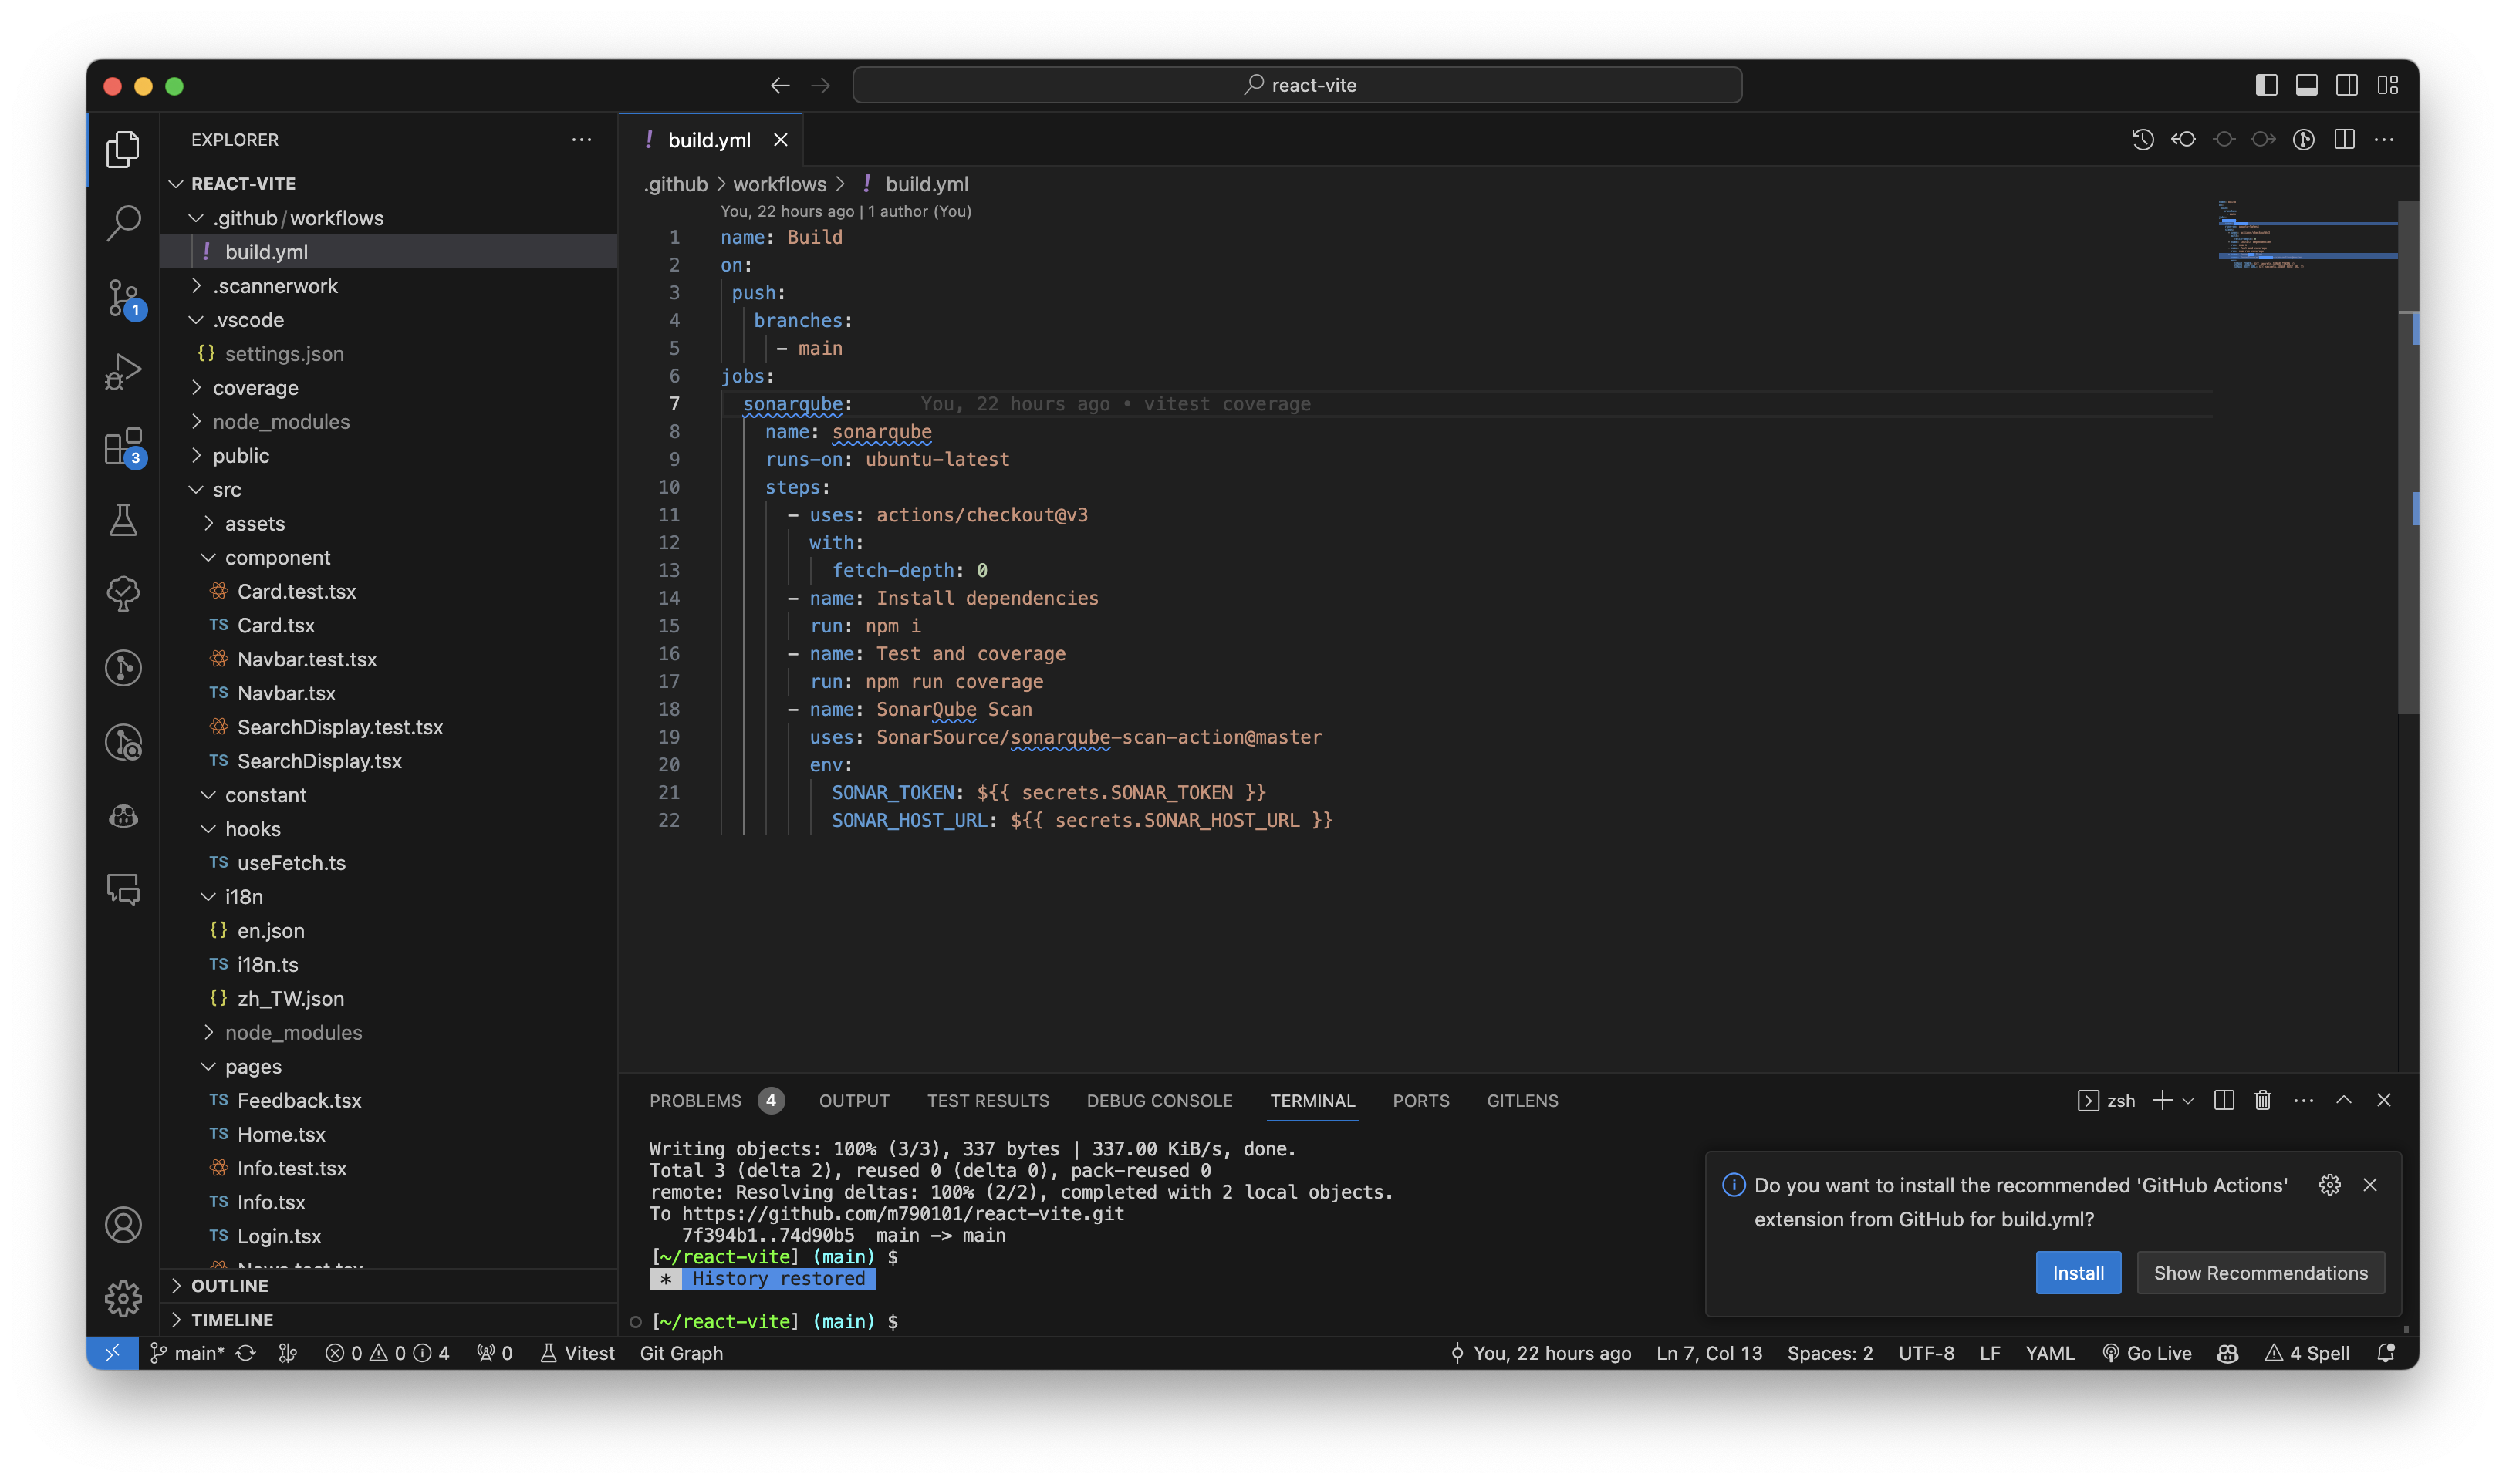 react-vite
EXPLORER
REACT-VITE
.github/workflows
build.yml
.scannerwork
.vscode
{} settings.json
coverage
node_modules
public
src
assets
component
Card.test.tsx
TS Card.tsx
Navbar.test.tsx
TS Navbar.tsx
SearchDisplay.test.tsx
TS SearchDisplay.tsx
constant
hooks
TS useFetch.ts
i18n
{} en.json
TS i18n.ts
{} zh_TW.json
node_modules
pages
TS Feedback.tsx
TS Home.tsx
Info.test.tsx
TS Info.tsx
TS Login.tsx
News.test.tsx
OUTLINE
TIMELINE
1
3
! build.yml
.github > workflows > ! build.yml
You, 22 hours ago | 1 author (You)
1 name: Build
2 on:
3 push:
4 branches:
5 - main
6 jobs:
7 sonarqube: You, 22 hours ago • vitest coverage
8 name: sonarqube
9 runs-on: ubuntu-latest
10 steps:
11 - uses: actions/checkout@v3
12 with:
13 fetch-depth: 0
14 - name: Install dependencies
15 run: npm i
16 - name: Test and coverage
17 run: npm run coverage
18 - name: SonarQube Scan
19 uses: SonarSource/sonarqube-scan-action@master
20 env:
21 SONAR_TOKEN: ${{ secrets.SONAR_TOKEN }}
22 SONAR_HOST_URL: ${{ secrets.SONAR_HOST_URL }}
PROBLEMS 4 OUTPUT TEST RESULTS DEBUG CONSOLE TERMINAL PORTS GITLENS
zsh
Writing objects: 100% (3/3), 337 bytes | 337.00 KiB/s, done.
Total 3 (delta 2), reused 0 (delta 0), pack-reused 0
remote: Resolving deltas: 100% (2/2), completed with 2 local objects.
To https://github.com/m790101/react-vite.git
7f394b1..74d90b5 main -> main
[~/react-vite] (main) $
* History restored
[~/react-vite] (main) $
Do you want to install the recommended 'GitHub Actions'
extension from GitHub for build.yml?
Install
Show Recommendations
main* 0 0 4 0 Vitest Git Graph You, 22 hours ago Ln 7, Col 13 Spaces: 2 UTF-8 LF YAML Go Live 4 Spell